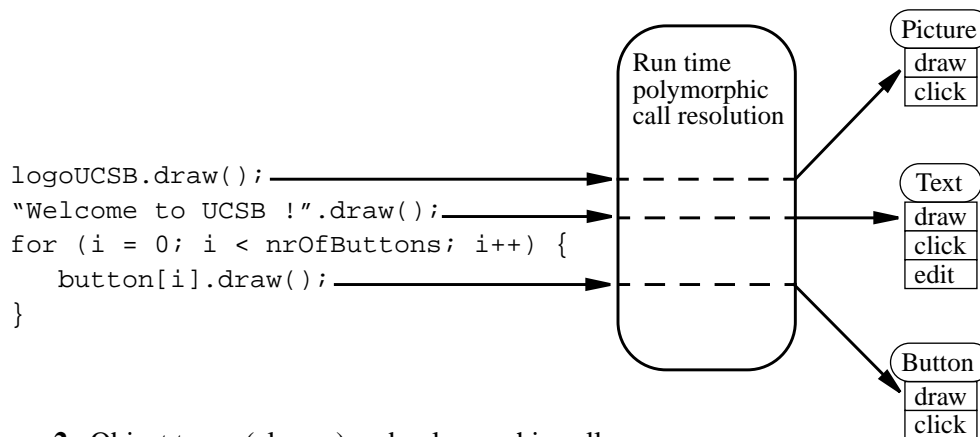 Picture
draw
click
Run time
polymorphic
call resolution
logoUCSB.draw();
“Welcome to UCSB !”.draw();
for (i = 0; i < nrOfButtons; i++) {
button[i].draw();
}
Text
draw
click
edit
Button
draw
click